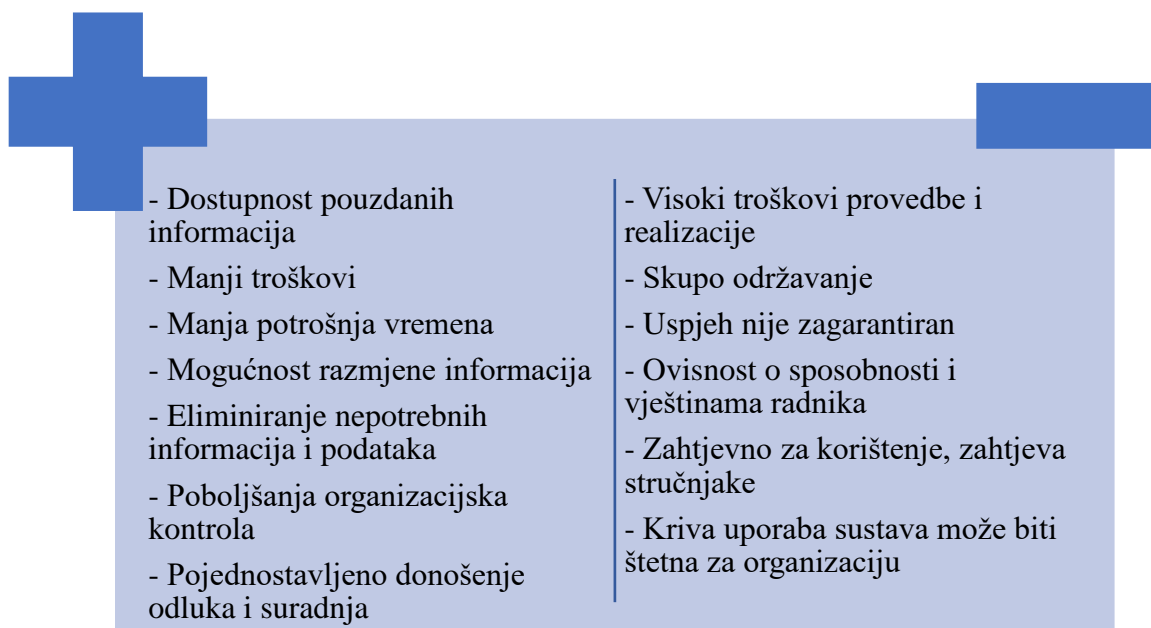 - Dostupnost pouzdanih
informacija
- Manji troškovi
- Manja potrošnja vremena
- Mogućnost razmjene informacija
- Eliminiranje nepotrebnih
informacija i podataka
- Poboljšanja organizacijska
kontrola
- Pojednostavljeno donošenje
odluka i suradnja
- Visoki troškovi provedbe i
realizacije
- Skupo održavanje
- Uspjeh nije zagarantiran
- Ovisnost o sposobnosti i
vještinama radnika
- Zahtjevno za korištenje, zahtjeva
stručnjake
- Kriva uporaba sustava može biti
štetna za organizaciju